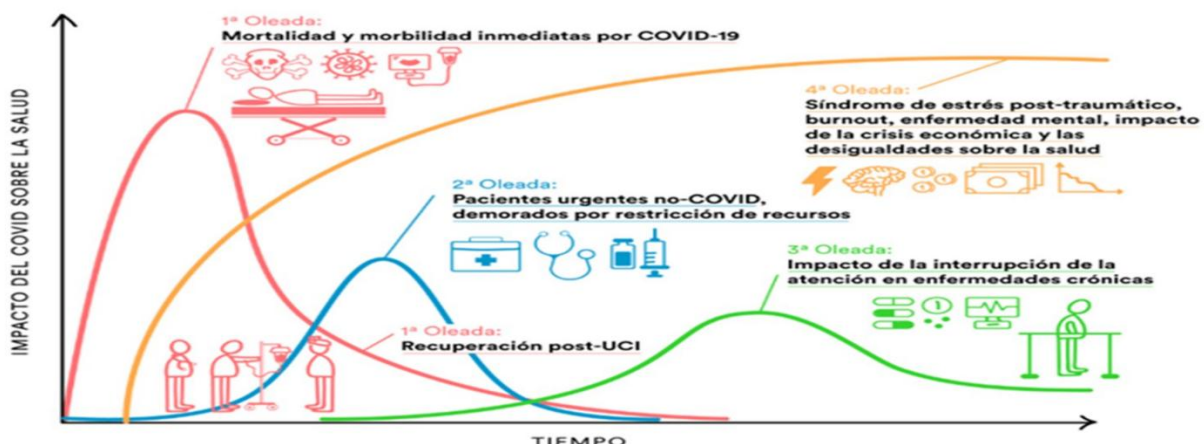 1ª Oleada:
Mortalidad y morbilidad inmediatas por COVID-19
4ª Oleada:
Síndrome de estrés post-traumático,
burnout, enfermedad mental, impacto
de la crisis económica y las
desigualdades sobre la salud
2ª Oleada:
Pacientes urgentes no-COVID,
demorados por restricción de recursos
3ª Oleada:
Impacto de la interrupción de la
atención en enfermedades crónicas
1
1ª Oleada:
Recuperación post-UCI
IMPACTO DEL COVID SOBRE LA SALUD
TIEMPO